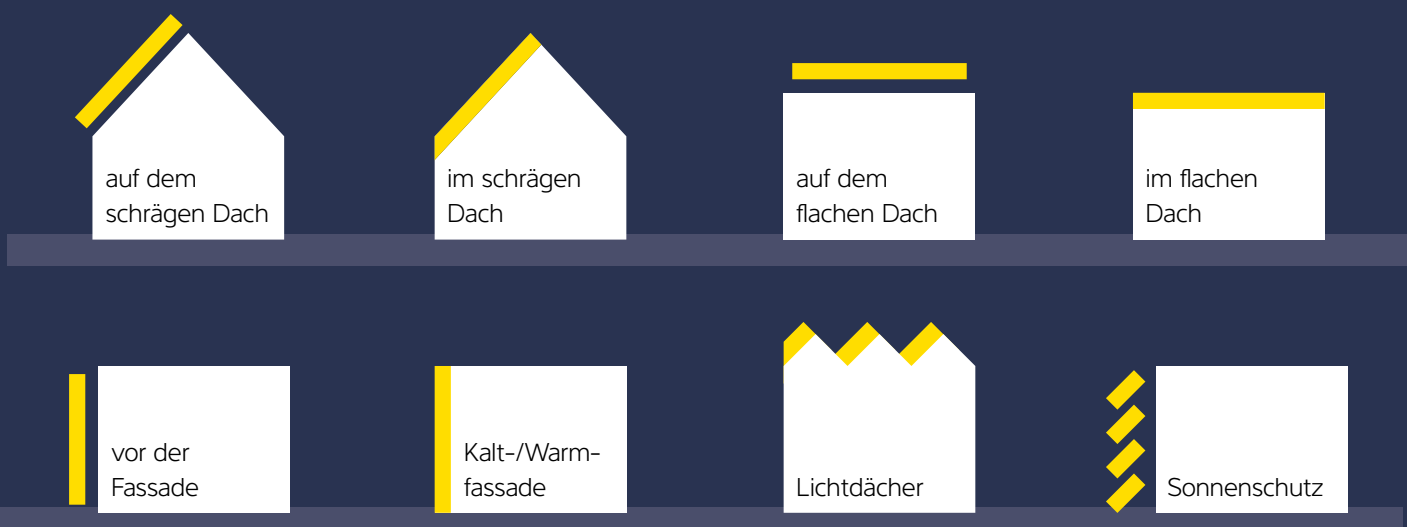 auf dem
schrägen Dach
im schrägen
Dach
auf dem
flachen Dach
im flachen
Dach
vor der
Fassade
Kalt-/Warm-
fassade
Lichtdächer
Sonnenschutz